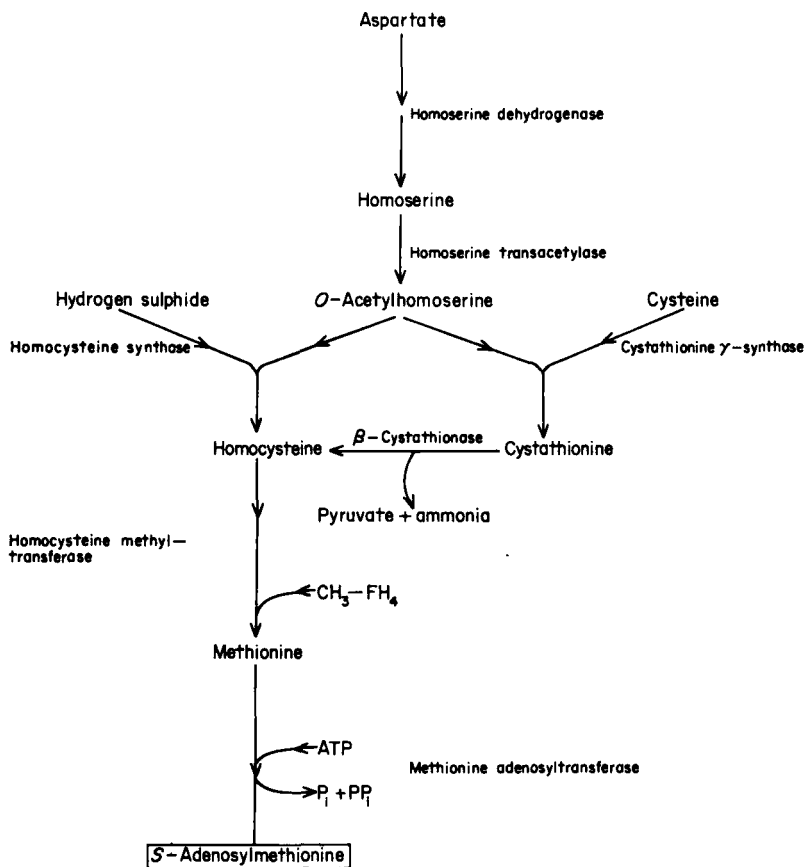 Aspartate
Homoserine dehydrogenase
Homoserine
Homoserine transacetylase
Hydrogen sulphide
O-Acetylhomoserine
Cysteine
Homocysteine synthase
Cystathionine γ-synthase
β-Cystathionase
Homocysteine
Cystathionine
Pyruvate + ammonia
Homocysteine methyl-
transferase
CH₃-FH₄
Methionine
ATP
Methionine adenosyltransferase
Pᵢ + PPᵢ
S-Adenosylmethionine